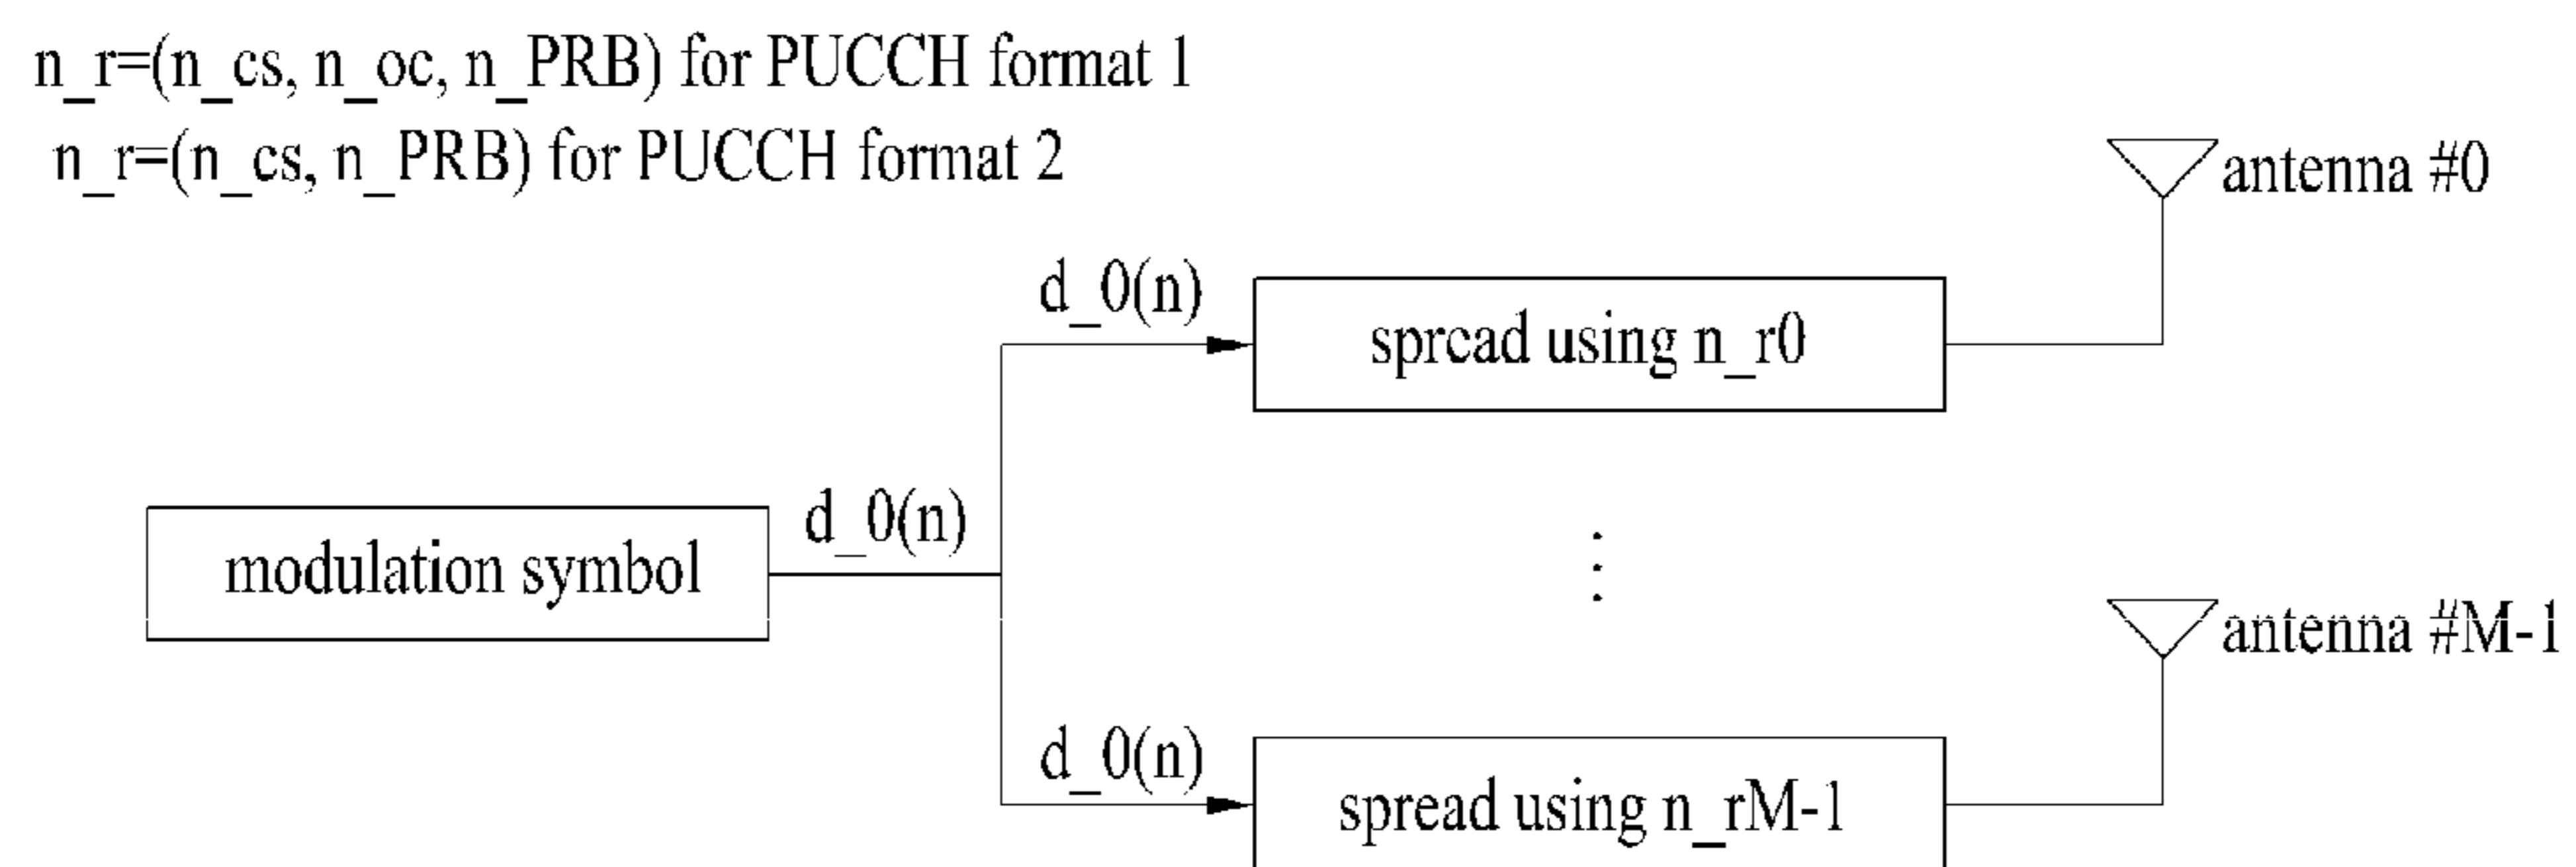 n_r=(n_cs, n_oc, n_PRB) for PUCCH format 1
n_r=(n_cs, n_PRB) for PUCCH format 2
antenna #0
d_0(n)
spread using n_r0
modulation symbol
d_0(n)
antenna #M-1
d_0(n)
spread using n_rM-1